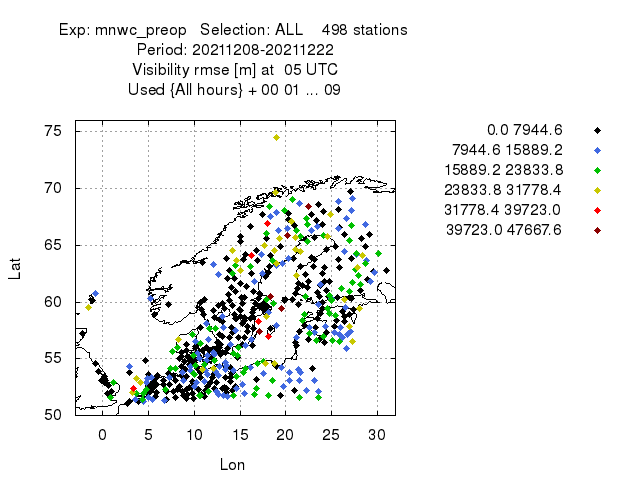 Exp: mnwc_preop   Selection: ALL    498 stations
Period: 20211208-20211222
Visibility rmse [m] at  05 UTC
Used {All hours} + 00 01 ... 09
0.0 7944.6
7944.6 15889.2
15889.2 23833.8
23833.8 31778.4
31778.4 39723.0
39723.0 47667.6
75
70
65
60
55
50
Lat
0 5 10 15 20 25 30
Lon